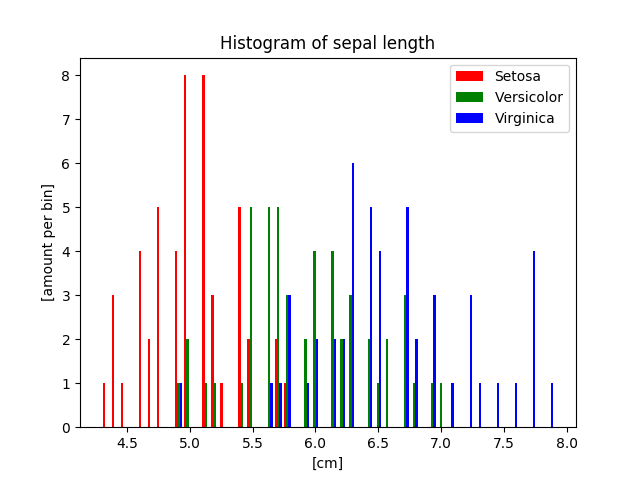 Histogram of sepal length
Setosa
Versicolor
Virginica
8
7
6
5
4
3
2
1
0
[amount per bin]
4.5 5.0 5.5 6.0 6.5 7.0 7.5 8.0
[cm]